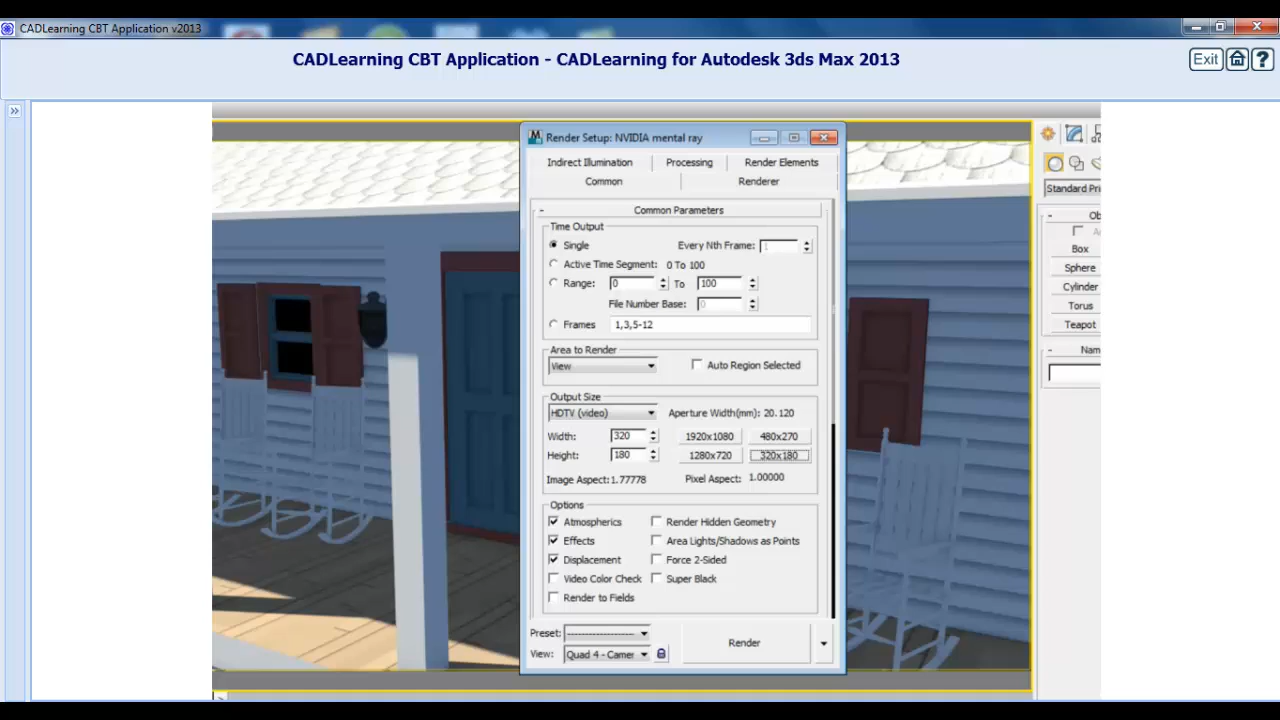 CADLearning CBT Application v2013
CADLearning CBT Application - CADLearning for Autodesk 3ds Max 2013
Exit
Render Setup: NVIDIA mental ray
Indirect Illumination Processing Render Elements
Common Renderer
- Common Parameters
Time Output
Single Every Nth Frame: 1
Active Time Segment: 0 To 100
Range: 0 To 100
File Number Base: 0
Frames 1,3,5-12
Area to Render
View Auto Region Selected
Output Size
HDTV (video) Aperture Width(mm): 20.120
Width: 320 1920x1080 480x270
Height: 180 1280x720 320x180
Image Aspect: 1.77778 Pixel Aspect: 1.00000
Options
Atmospherics Render Hidden Geometry
Effects Area Lights/Shadows as Points
Displacement Force 2-Sided
Video Color Check Super Black
Render to Fields
Preset: --------------------
View: Quad 4 - Camer Render
Standard Pri
- Ob
Box
Sphere
Cylinder
Torus
Teapot
- Nam